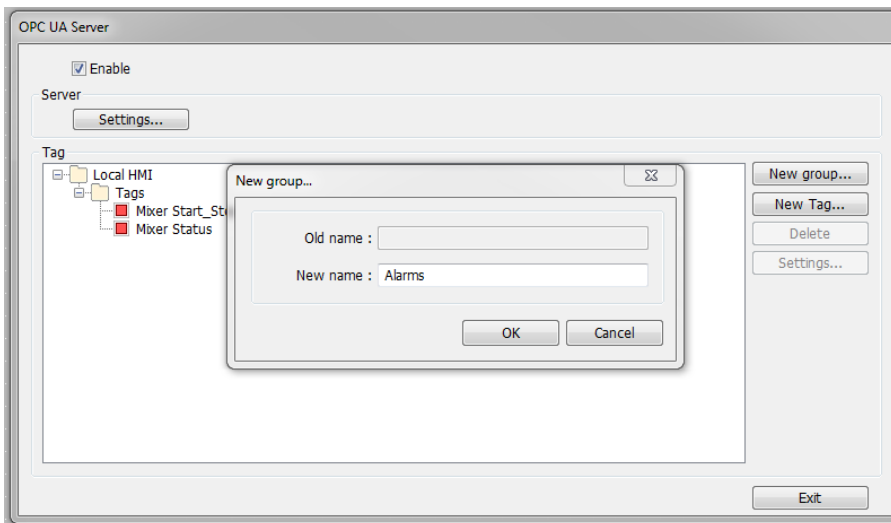 OPC UA Server
Enable
Server
Settings...
Tag
Local HMI
Tags
Mixer Start_St
Mixer Status
New group...
Old name :
New name : Alarms
OK Cancel
New group...
New Tag...
Delete
Settings...
Exit